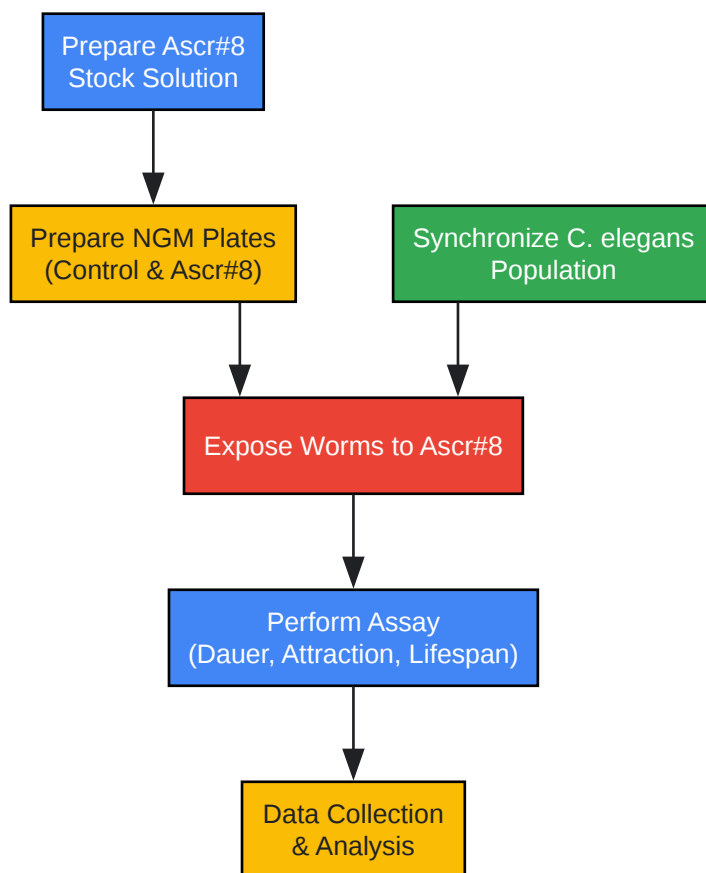 Prepare Ascr#8
Stock Solution
Prepare NGM Plates
(Control & Ascr#8)
Synchronize C. elegans
Population
Expose Worms to Ascr#8
Perform Assay
(Dauer, Attraction, Lifespan)
Data Collection
& Analysis